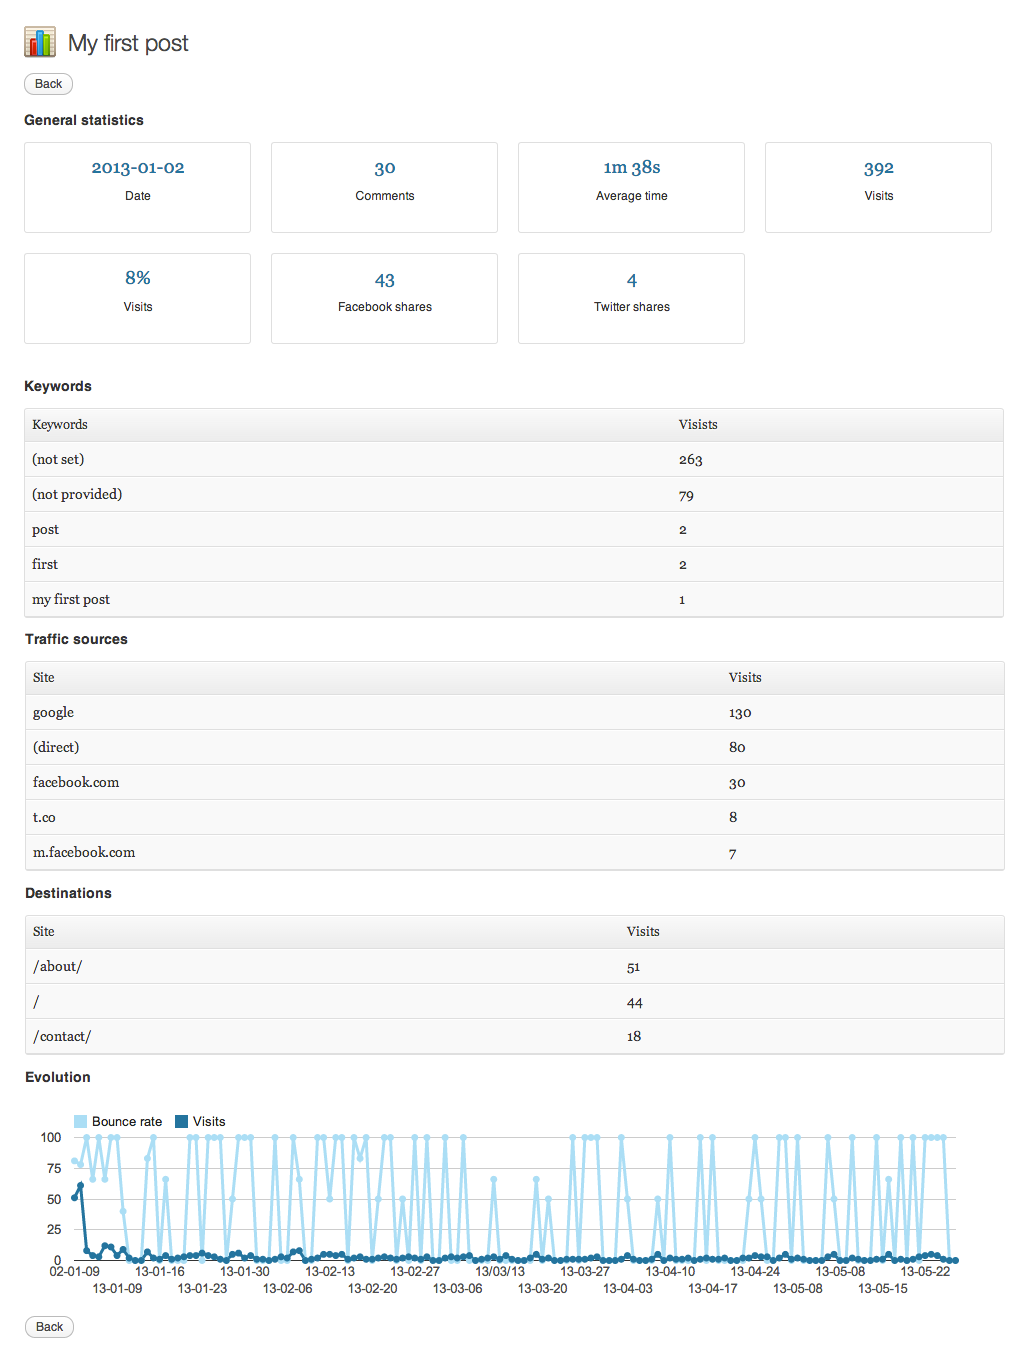 My first post
Back
General statistics
2013-01-02
Date
30
Comments
1m 38s
Average time
392
Visits
8%
Visits
43
Facebook shares
4
Twitter shares
Keywords
Keywords Visists
(not set) 263
(not provided) 79
post 2
first 2
my first post 1
Traffic sources
Site Visits
google 130
(direct) 80
facebook.com 30
t.co 8
m.facebook.com 7
Destinations
Site Visits
/about/ 51
/ 44
/contact/ 18
Evolution
Bounce rate Visits
100
75
50
25
0
02-01-09 13-01-16 13-01-30 13-02-13 13-02-27 13/03/13 13-03-27 13-04-10 13-04-24 13-05-08 13-05-22
13-01-09 13-01-23 13-02-06 13-02-20 13-03-06 13-03-20 13-04-03 13-04-17 13-05-08 13-05-15
Back